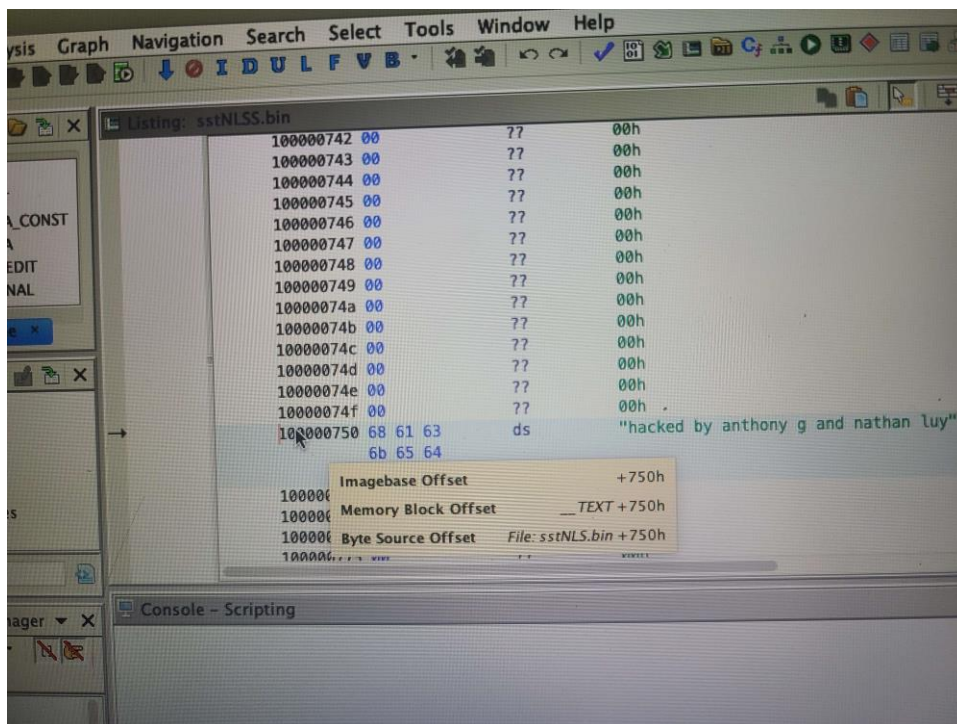 ysis Graph Navigation Search Select Tools Window Help
I D U L F V B
Listing: sstNLSS.bin
100000742 00 ?? 00h
100000743 00 ?? 00h
100000744 00 ?? 00h
100000745 00 ?? 00h
100000746 00 ?? 00h
100000747 00 ?? 00h
100000748 00 ?? 00h
100000749 00 ?? 00h
10000074a 00 ?? 00h
10000074b 00 ?? 00h
10000074c 00 ?? 00h
10000074d 00 ?? 00h
10000074e 00 ?? 00h
10000074f 00 ?? 00h
100000750 68 61 63 ds "hacked by anthony g and nathan luy"
6b 65 64
Imagebase Offset +750h
Memory Block Offset __TEXT +750h
Byte Source Offset File: sstNLS.bin +750h
A_CONST
A
EDIT
NAL
e ×
s
ager
Console - Scripting